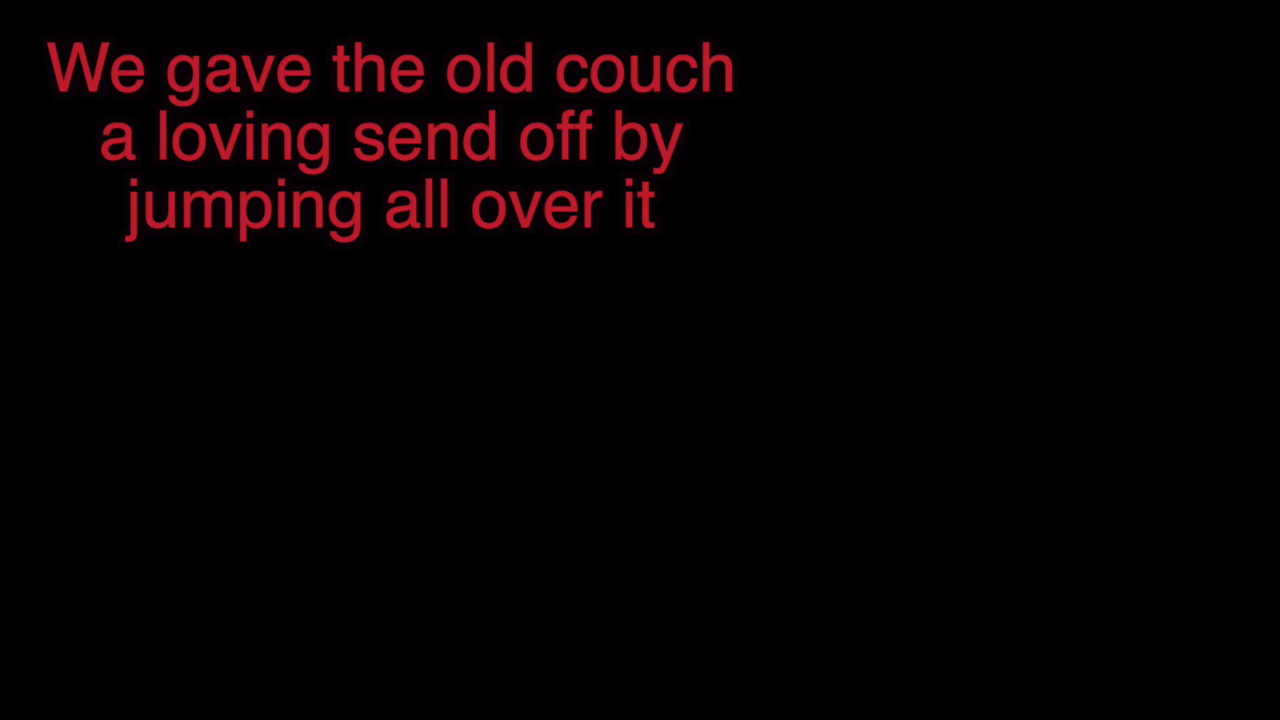 We gave the old couch
a loving send off by
jumping all over it